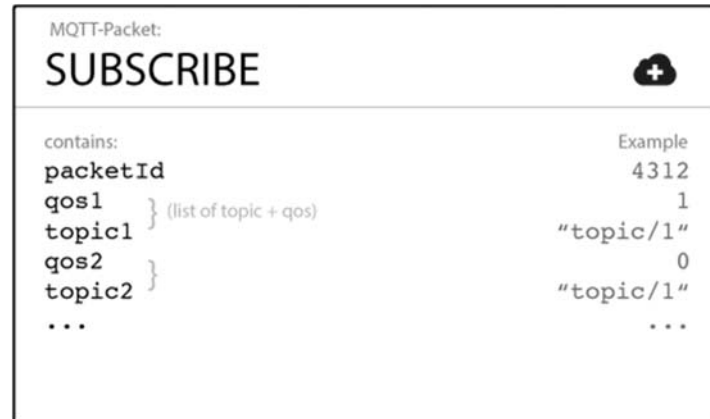 MQTT-Packet:
SUBSCRIBE
contains: Example
packetId 4312
qos1 1
(list of topic + qos)
topic1 “topic/1“
qos2 0
topic2 “topic/1“
... ...